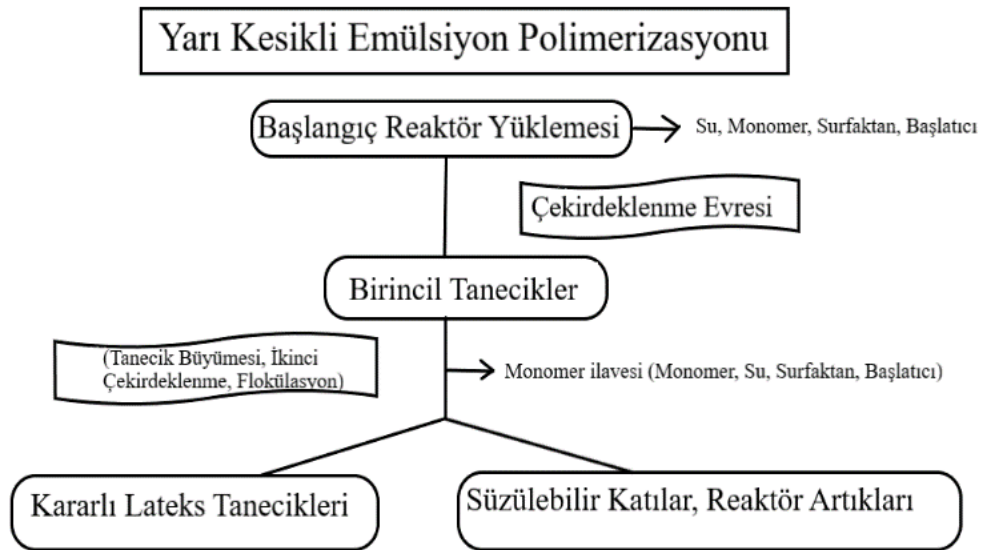 Yarı Kesikli Emülsiyon Polimerizasyonu
Başlangıç Reaktör Yüklemesi
Su, Monomer, Surfaktan, Başlatıcı
Çekirdeklenme Evresi
Birincil Tanecikler
(Tanecik Büyümesi, İkinci
Çekirdeklenme, Flokülasyon)
Monomer ilavesi (Monomer, Su, Surfaktan, Başlatıcı)
Kararlı Lateks Tanecikleri
Süzülebilir Katılar, Reaktör Artıkları